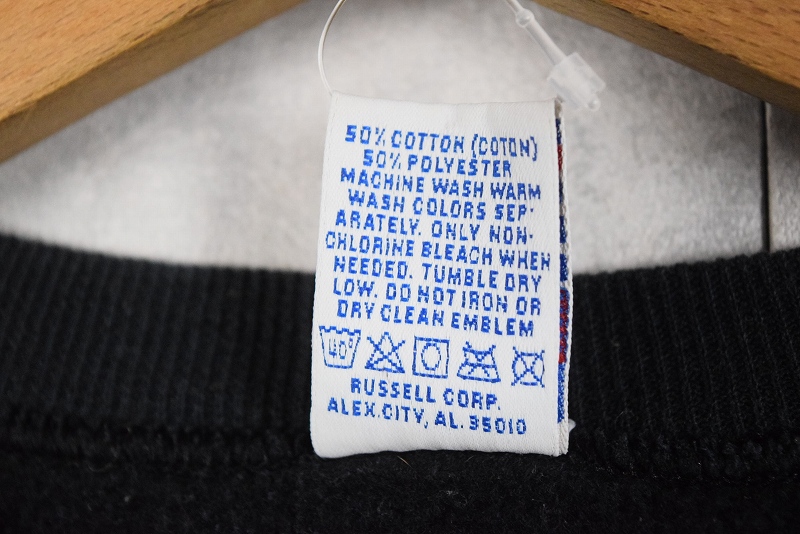 50% COTTON (COTON)
50% POLYESTER
MACHINE WASH WARM
WASH COLORS SEP-
ARATELY. ONLY NON-
CHLORINE BLEACH WHEN
NEEDED. TUMBLE DRY
LOW. DO NOT IRON OR
DRY CLEAN EMBLEM
40°
RUSSELL CORP.
ALEX.CITY, AL. 35010